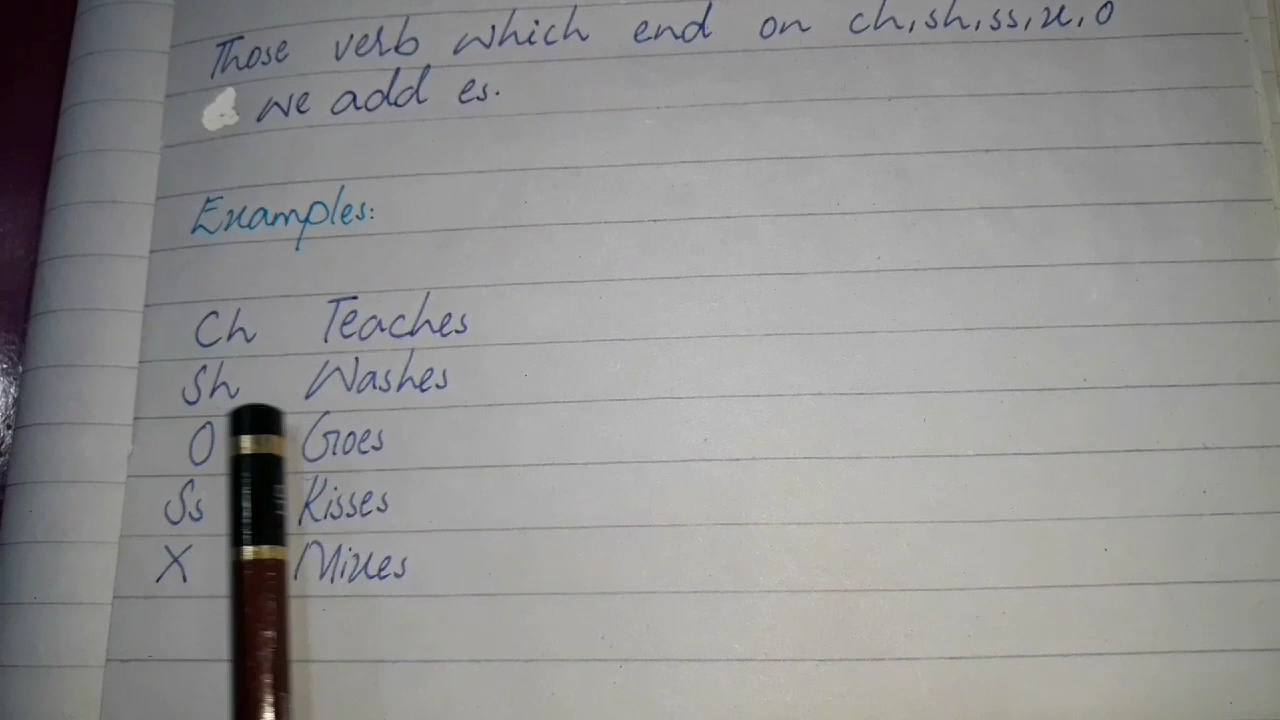 Those verb which end on ch, sh, ss, x, o
we add es.
Examples:
Ch Teaches
Sh Washes
O Goes
Ss Kisses
X Mixes